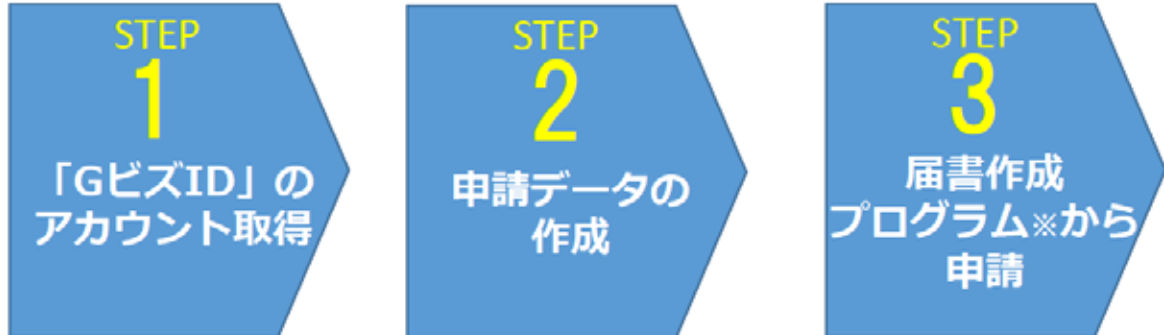 STEP
1
「GビズID」の
アカウント取得
STEP
2
申請データの
作成
STEP
3
届書作成
プログラム※から
申請